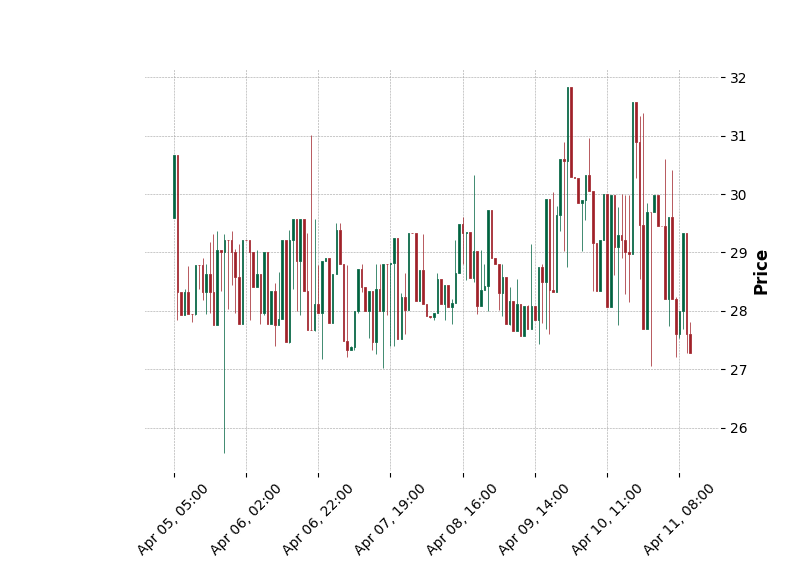 32
31
30
29
28
27
26
Price
Apr 05, 05:00
Apr 06, 02:00
Apr 06, 22:00
Apr 07, 19:00
Apr 08, 16:00
Apr 09, 14:00
Apr 10, 11:00
Apr 11, 08:00